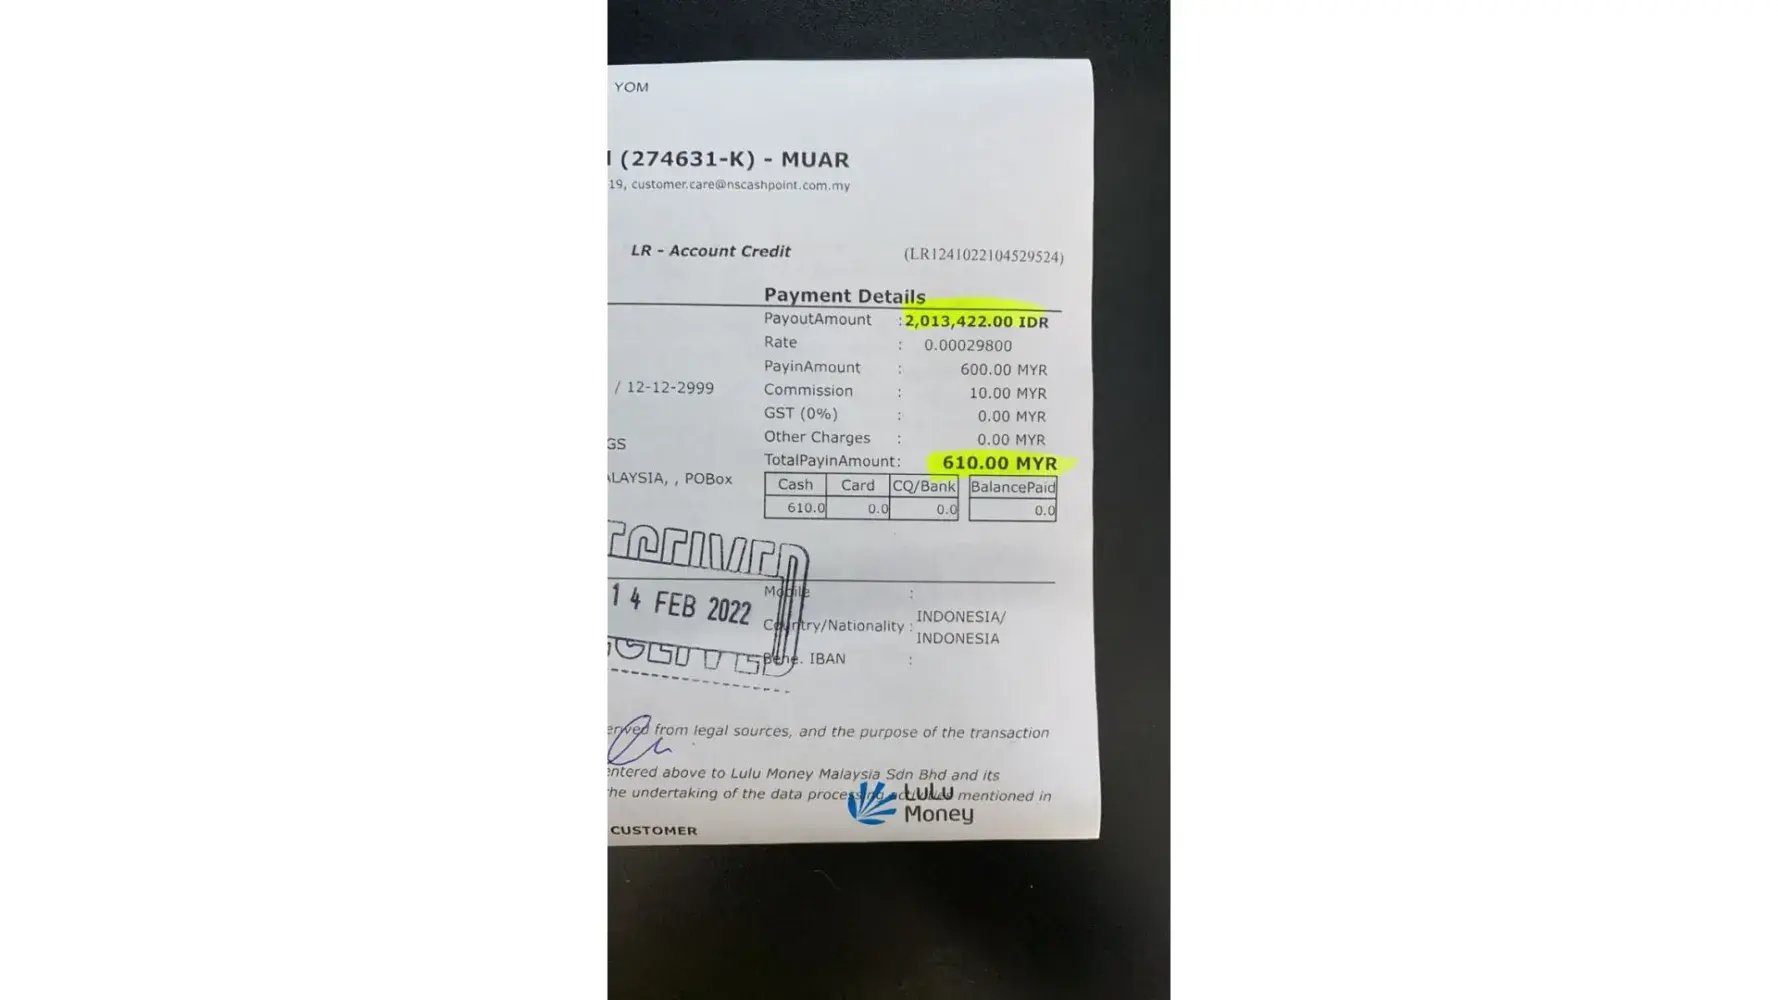 YOM
(274631-K) - MUAR
19, customer.care@nscashpoint.com.my
LR - Account Credit (LR1241022104529524)
Payment Details
PayoutAmount : 2,013,422.00 IDR
Rate : 0.00029800
PayinAmount : 600.00 MYR
/ 12-12-2999
Commission : 10.00 MYR
GST (0%) : 0.00 MYR
Other Charges : 0.00 MYR
GS
TotalPayinAmount: 610.00 MYR
ALAYSIA, , POBox
Cash Card CQ/Bank BalancePaid
610.0 0.0 0.0 0.0
14 FEB 2022
Mobile :
Country/Nationality : INDONESIA/
INDONESIA
Bene. IBAN :
erived from legal sources, and the purpose of the transaction
entered above to Lulu Money Malaysia Sdn Bhd and its
he undertaking of the data processing activities mentioned in
LuLu
Money
CUSTOMER